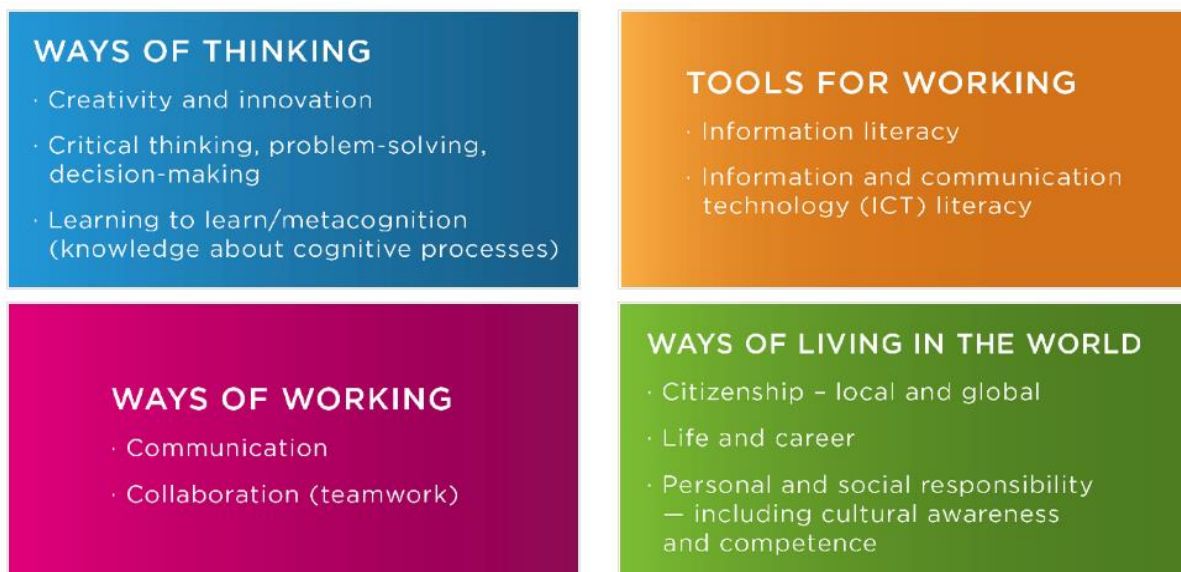 WAYS OF THINKING
· Creativity and innovation
· Critical thinking, problem-solving,
decision-making
· Learning to learn/metacognition
(knowledge about cognitive processes)
TOOLS FOR WORKING
· Information literacy
· Information and communication
technology (ICT) literacy
WAYS OF WORKING
· Communication
· Collaboration (teamwork)
WAYS OF LIVING IN THE WORLD
· Citizenship – local and global
· Life and career
· Personal and social responsibility
— including cultural awareness
and competence